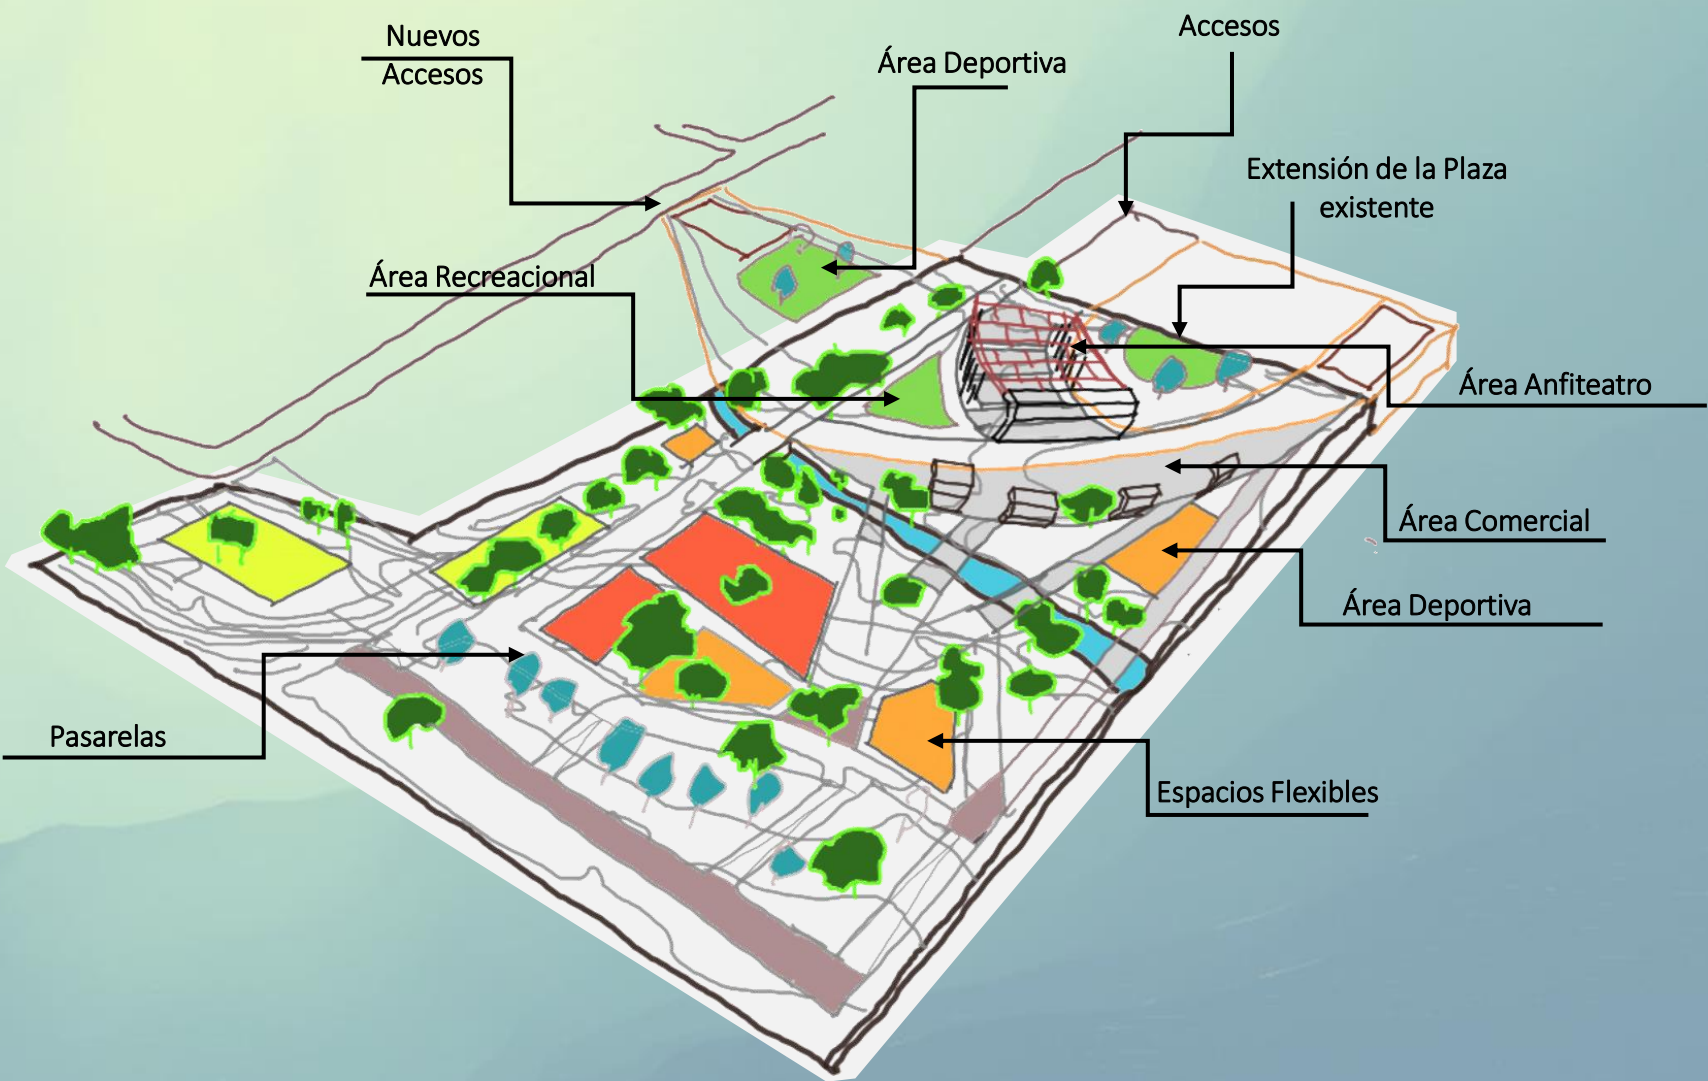 Accesos
Nuevos
Accesos
Área Deportiva
Extensión de la Plaza
existente
Área Recreacional
Área Anfiteatro
Área Comercial
Área Deportiva
Pasarelas
Espacios Flexibles